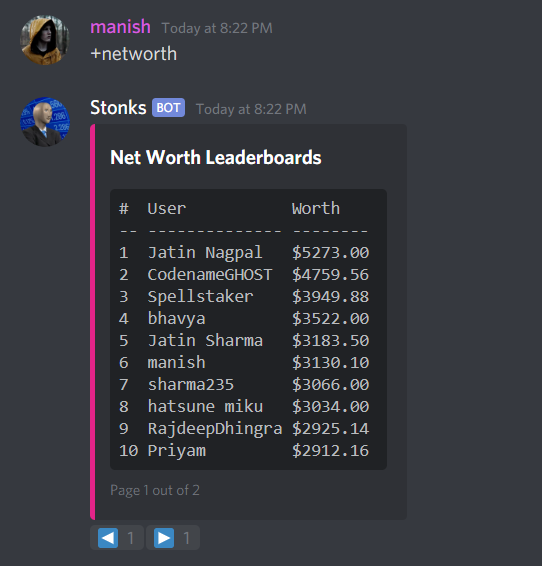 manish Today at 8:22 PM
+networth
Stonks BOT Today at 8:22 PM
Net Worth Leaderboards
# User Worth
-- -------------- --------
1 Jatin Nagpal $5273.00
2 CodenameGHOST $4759.56
3 Spellstaker $3949.88
4 bhavya $3522.00
5 Jatin Sharma $3183.50
6 manish $3130.10
7 sharma235 $3066.00
8 hatsune miku $3034.00
9 RajdeepDhingra $2925.14
10 Priyam $2912.16
Page 1 out of 2
◀ 1 ▶ 1